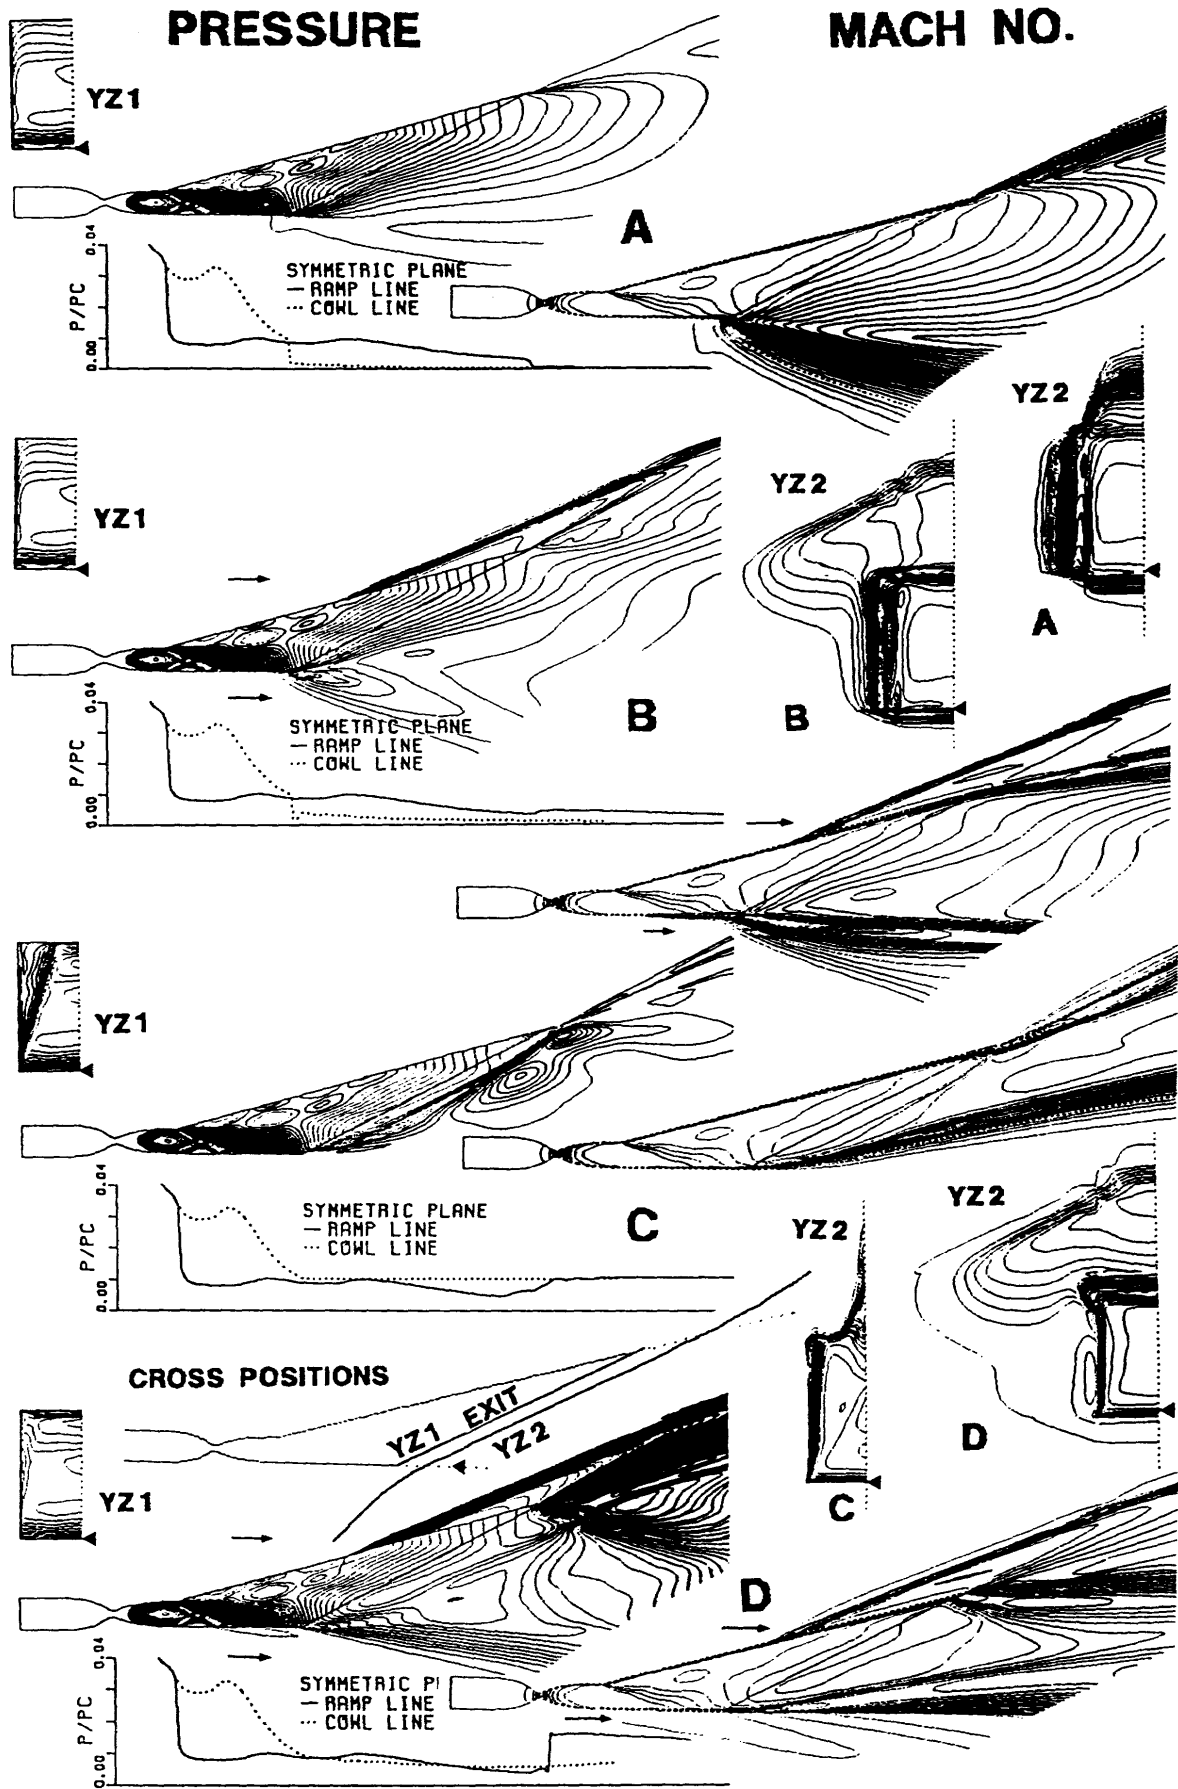 PRESSURE
MACH NO.
YZ1
A
0.04
P/PC
0.00
SYMMETRIC PLANE
RAMP LINE
COWL LINE
YZ2
A
YZ1
YZ2
B
B
0.04
P/PC
0.00
SYMMETRIC PLANE
RAMP LINE
COWL LINE
YZ1
C
0.04
P/PC
0.00
SYMMETRIC PLANE
RAMP LINE
COWL LINE
YZ2
C
YZ2
D
CROSS POSITIONS
YZ1 EXIT
YZ2
YZ1
D
0.04
P/PC
0.00
SYMMETRIC P
RAMP LINE
COWL LINE